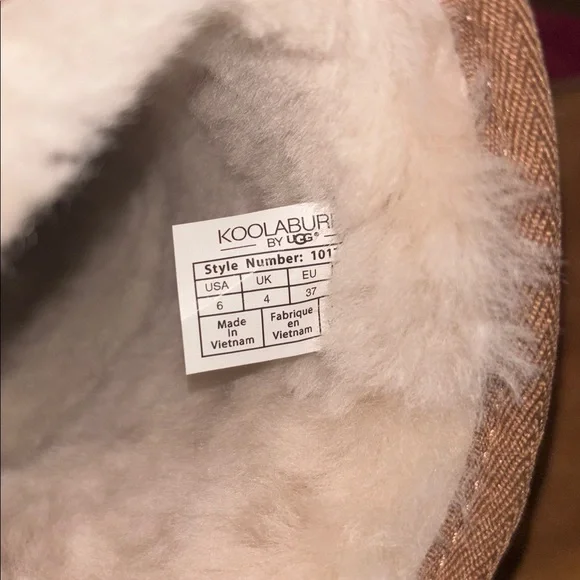 KOOLABUR
BY UGG®
Style Number: 101
USA UK EU
6 4 37
Made in Vietnam
Fabrique en Vietnam